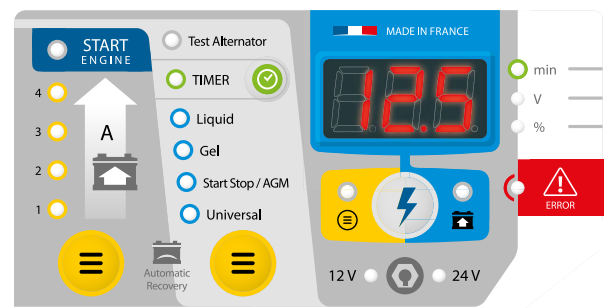 START
ENGINE
4
3
A
2
1
Automatic
Recovery
Test Alternator
TIMER
Liquid
Gel
Start Stop / AGM
Universal
MADE IN FRANCE
12.5
min
V
%
ERROR
12 V
24 V